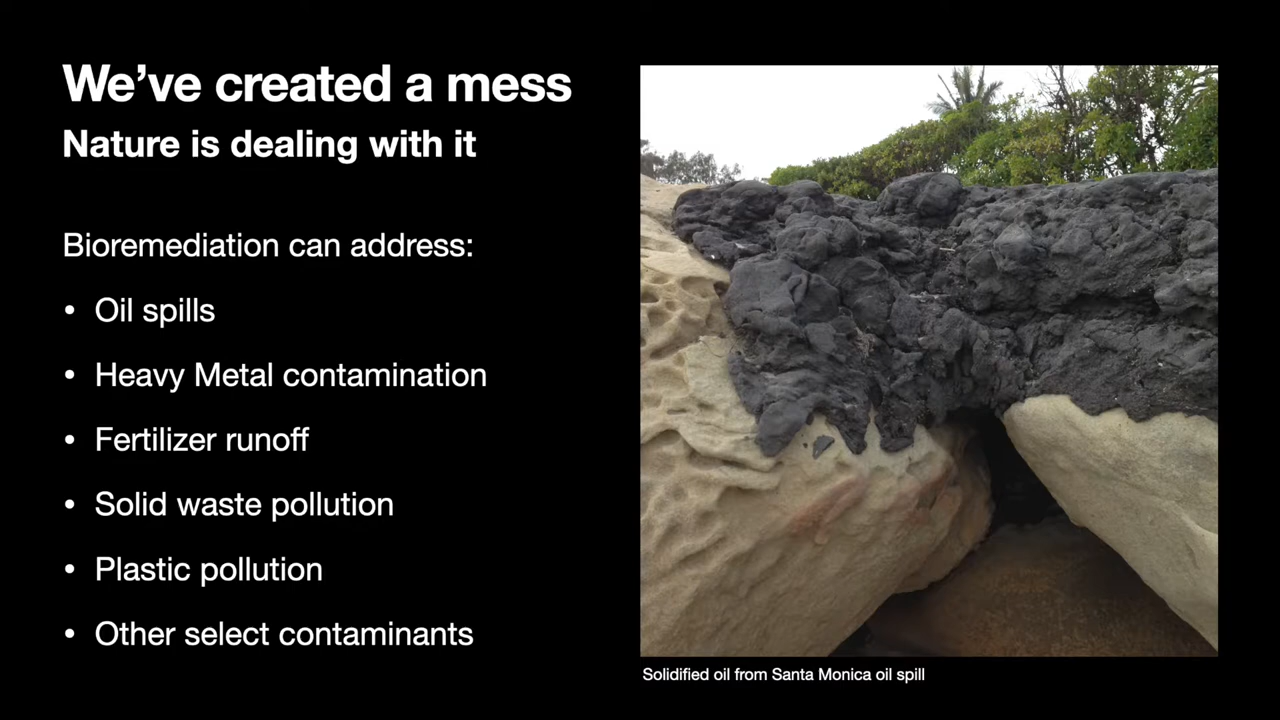 We’ve created a mess
Nature is dealing with it
Bioremediation can address:
• Oil spills
• Heavy Metal contamination
• Fertilizer runoff
• Solid waste pollution
• Plastic pollution
• Other select contaminants
Solidified oil from Santa Monica oil spill